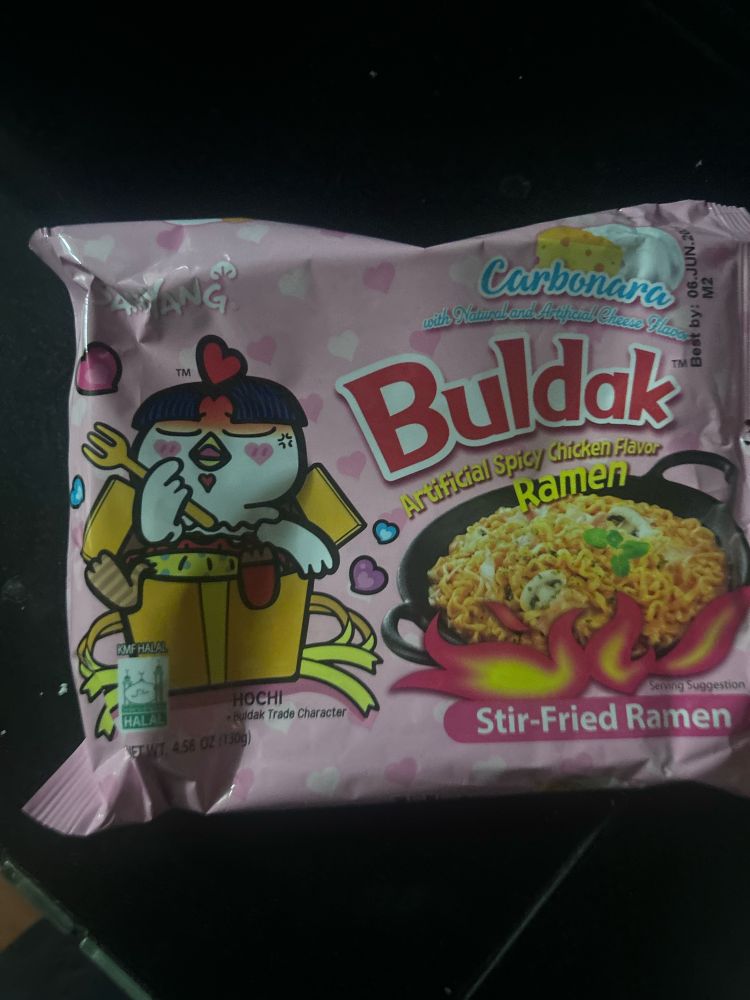 SAMYANG
Carbonara
with Natural and Artificial Cheese Flavor
Buldak
TM
Artificial Spicy Chicken Flavor
Ramen
Best by: 06.JUN.20
M2
TM
KMF HALAL
HALAL
HOCHI
• Buldak Trade Character
NET WT. 4.58 OZ (130g)
Serving Suggestion
Stir-Fried Ramen